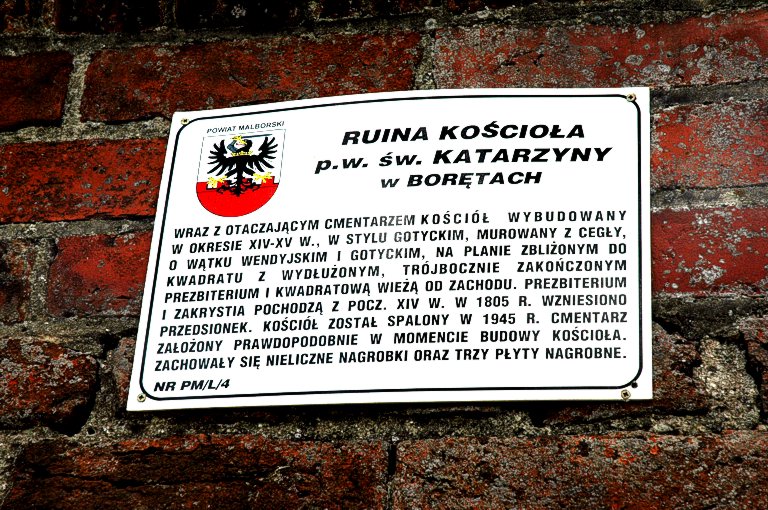 POWIAT MALBORSKI
RUINA KOŚCIOŁA
p.w. św. KATARZYNY
w BORĘTACH
WRAZ Z OTACZAJĄCYM CMENTARZEM KOŚCIÓŁ WYBUDOWANY
W OKRESIE XIV-XV W., W STYLU GOTYCKIM, MUROWANY Z CEGŁY,
O WĄTKU WENDYJSKIM I GOTYCKIM, NA PLANIE ZBLIŻONYM DO
KWADRATU Z WYDŁUŻONYM, TRÓJBOCZNIE ZAKOŃCZONYM
PREZBITERIUM I KWADRATOWĄ WIEŻĄ OD ZACHODU. PREZBITERIUM
I ZAKRYSTIA POCHODZĄ Z POCZ. XIV W. W 1805 R. WZNIESIONO
PRZEDSIONEK. KOŚCIÓŁ ZOSTAŁ SPALONY W 1945 R. CMENTARZ
ZAŁOŻONY PRAWDOPODOBNIE W MOMENCIE BUDOWY KOŚCIOŁA.
ZACHOWAŁY SIĘ NIELICZNE NAGROBKI ORAZ TRZY PŁYTY NAGROBNE.
NR PM/L/4